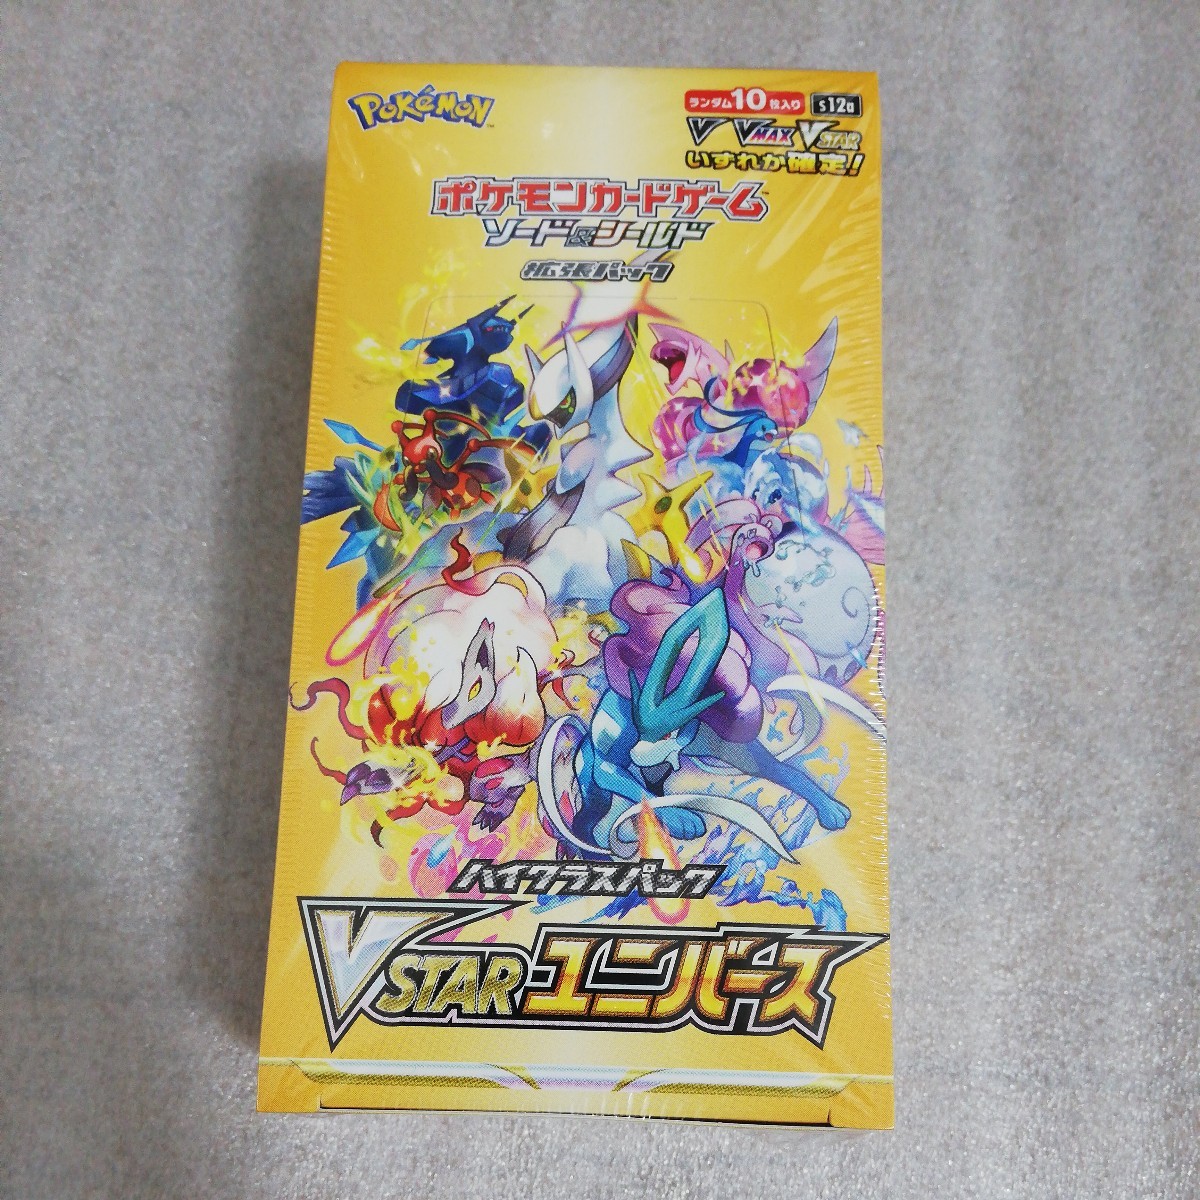 POKéMON™
ランダム10枚入り s12a
V VMAX VSTAR
いずれか確定!
ポケモンカードゲーム™
ソード&シールド
拡張パック
ハイクラスパック
VSTARユニバース